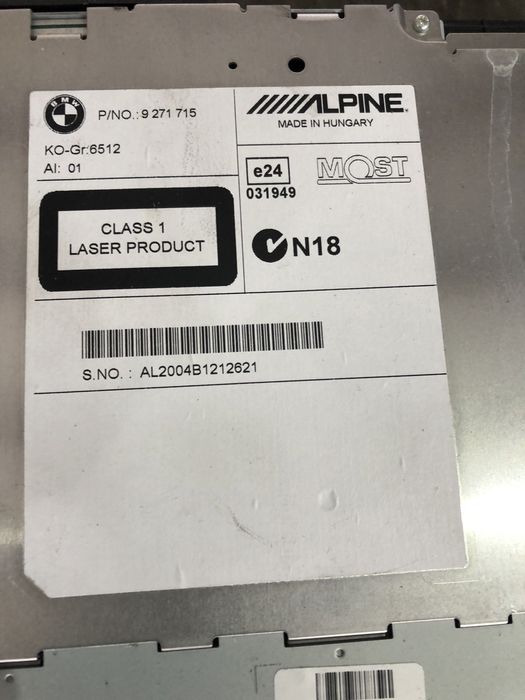 BMW
P/NO.: 9 271 715
KO-Gr:6512
AI: 01
CLASS 1
LASER PRODUCT
ALPINE
MADE IN HUNGARY
e24
031949
MOST
N18
S.NO. : AL2004B1212621